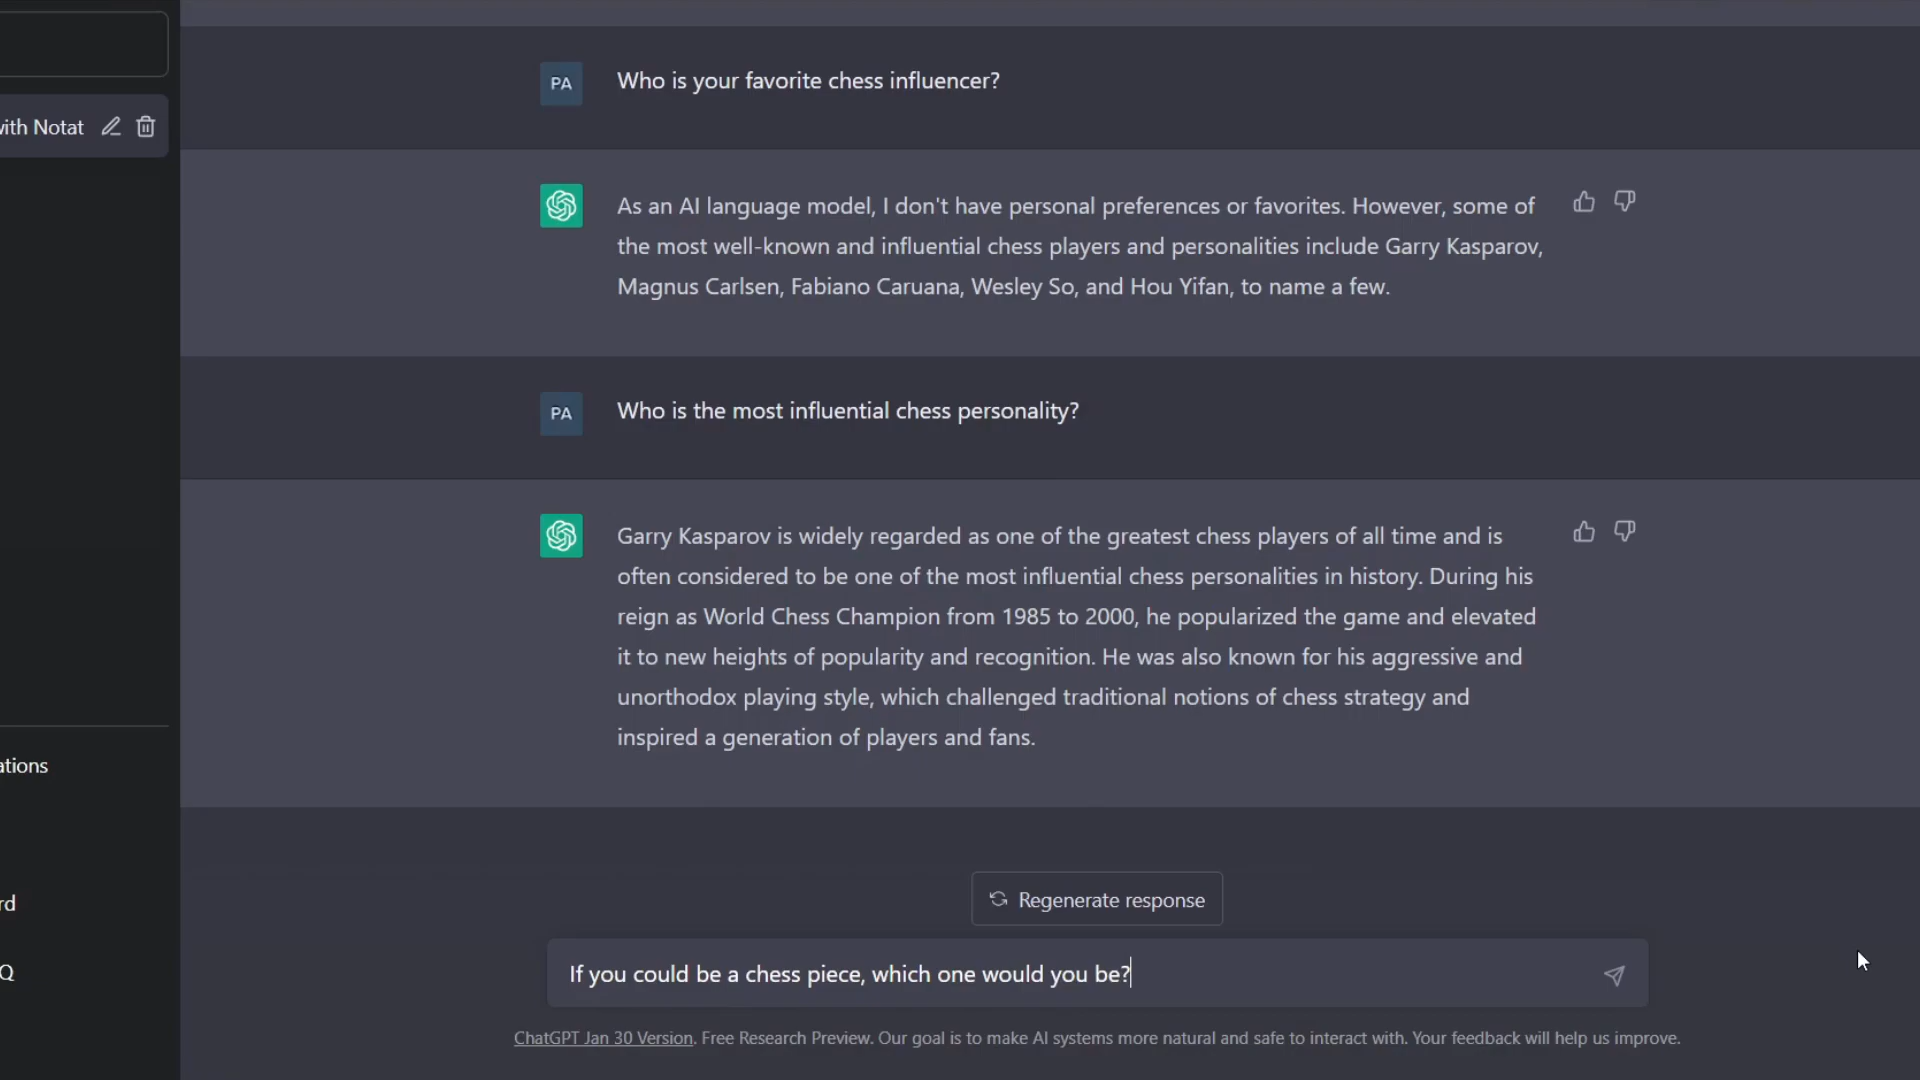 PA
Who is your favorite chess influencer?
with Notat
As an AI language model, I don't have personal preferences or favorites. However, some of
the most well-known and influential chess players and personalities include Garry Kasparov,
Magnus Carlsen, Fabiano Caruana, Wesley So, and Hou Yifan, to name a few.
PA
Who is the most influential chess personality?
Garry Kasparov is widely regarded as one of the greatest chess players of all time and is
often considered to be one of the most influential chess personalities in history. During his
reign as World Chess Champion from 1985 to 2000, he popularized the game and elevated
it to new heights of popularity and recognition. He was also known for his aggressive and
unorthodox playing style, which challenged traditional notions of chess strategy and
inspired a generation of players and fans.
ations
rd
Q
Regenerate response
If you could be a chess piece, which one would you be?
ChatGPT Jan 30 Version. Free Research Preview. Our goal is to make AI systems more natural and safe to interact with. Your feedback will help us improve.